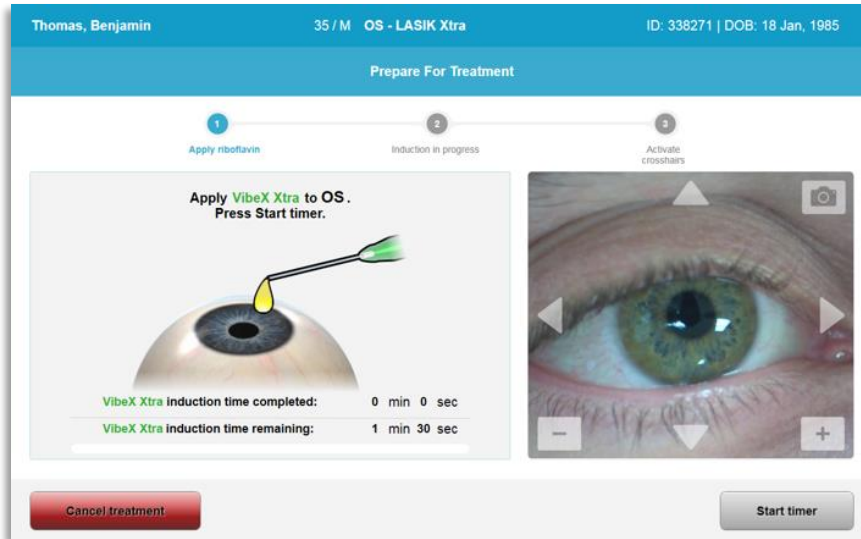 Thomas, Benjamin 35 / M OS - LASIK Xtra ID: 338271 | DOB: 18 Jan, 1985
Prepare For Treatment
1 2 3
Apply riboflavin Induction in progress Activate
crosshairs
Apply VibeX Xtra to OS.
Press Start timer.
VibeX Xtra induction time completed: 0 min 0 sec
VibeX Xtra induction time remaining: 1 min 30 sec
Cancel treatment Start timer